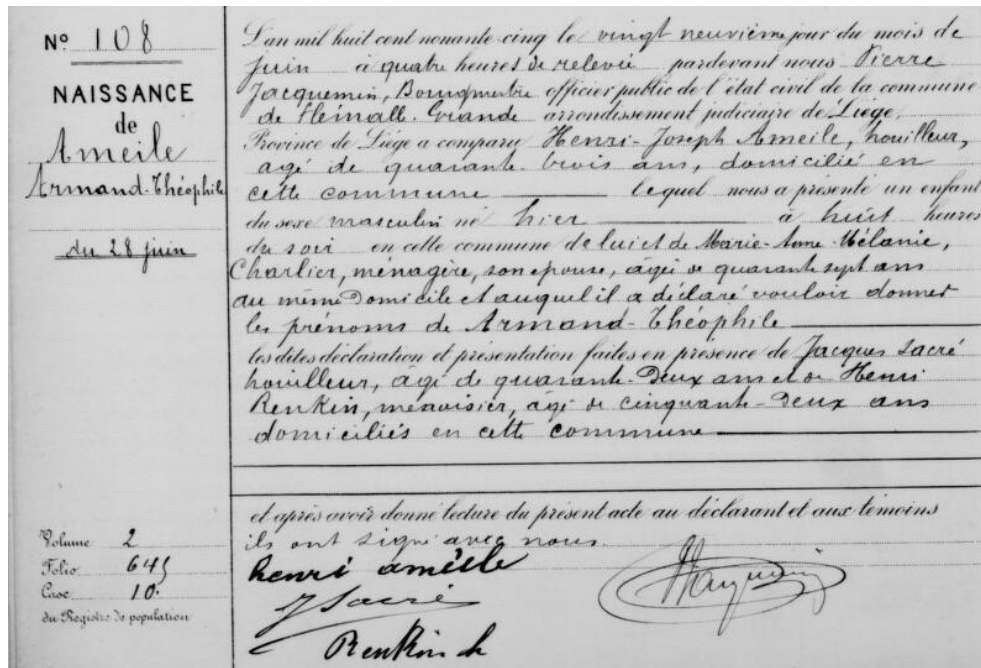 N° 108
NAISSANCE
de
Ameile
Armand-Théophile
du 28 juin
Volume 2
Folio 645
Case 10.
du Registre de population
L'an mil huit cent nonante-cinq le vingt neuvième jour du mois de
juin à quatre heures de relevée pardevant nous Pierre
Jacquemin, Bourgmestre officier public de l'état civil de la commune
de Flémalle-Grande arrondissement judiciaire de Liège,
Province de Liège a comparu Henri-Joseph Ameile, houilleur,
agé de quarante-trois ans, domicilié en
cette commune lequel nous a présenté un enfant
du sexe masculin né hier à huit heures
du soir en cette commune de lui et de Marie-Anne-Mélanie,
Charlier, ménagère, son épouse, âgée de quarante sept ans
au même domicile et auquel il a déclaré vouloir donner
les prénoms de Armand-Théophile
les dites déclaration et présentation faites en présence de Jacques Sacré
houilleur, âgé de quarante-deux ans et de Henri
Renkin, menuisier, âgé de cinquante-deux ans
domiciliés en cette commune
et après avoir donné lecture du présent acte au déclarant et aux témoins
ils ont signé avec nous.
henri amèile
J Sacré
Renkin h
PJacquemin